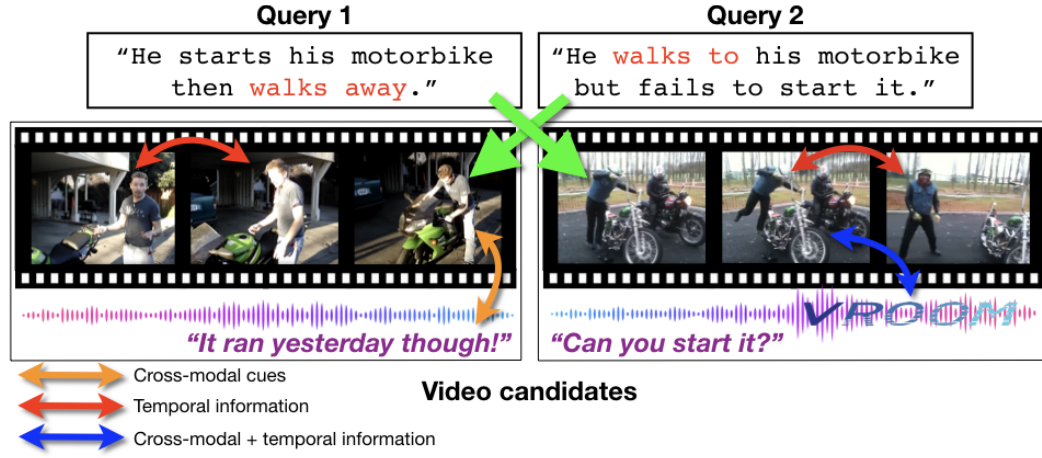 Query 1
Query 2
“He starts his motorbike
then walks away.”
“He walks to his motorbike
but fails to start it.”
VROOM
“It ran yesterday though!”
“Can you start it?”
Video candidates
Cross-modal cues
Temporal information
Cross-modal + temporal information